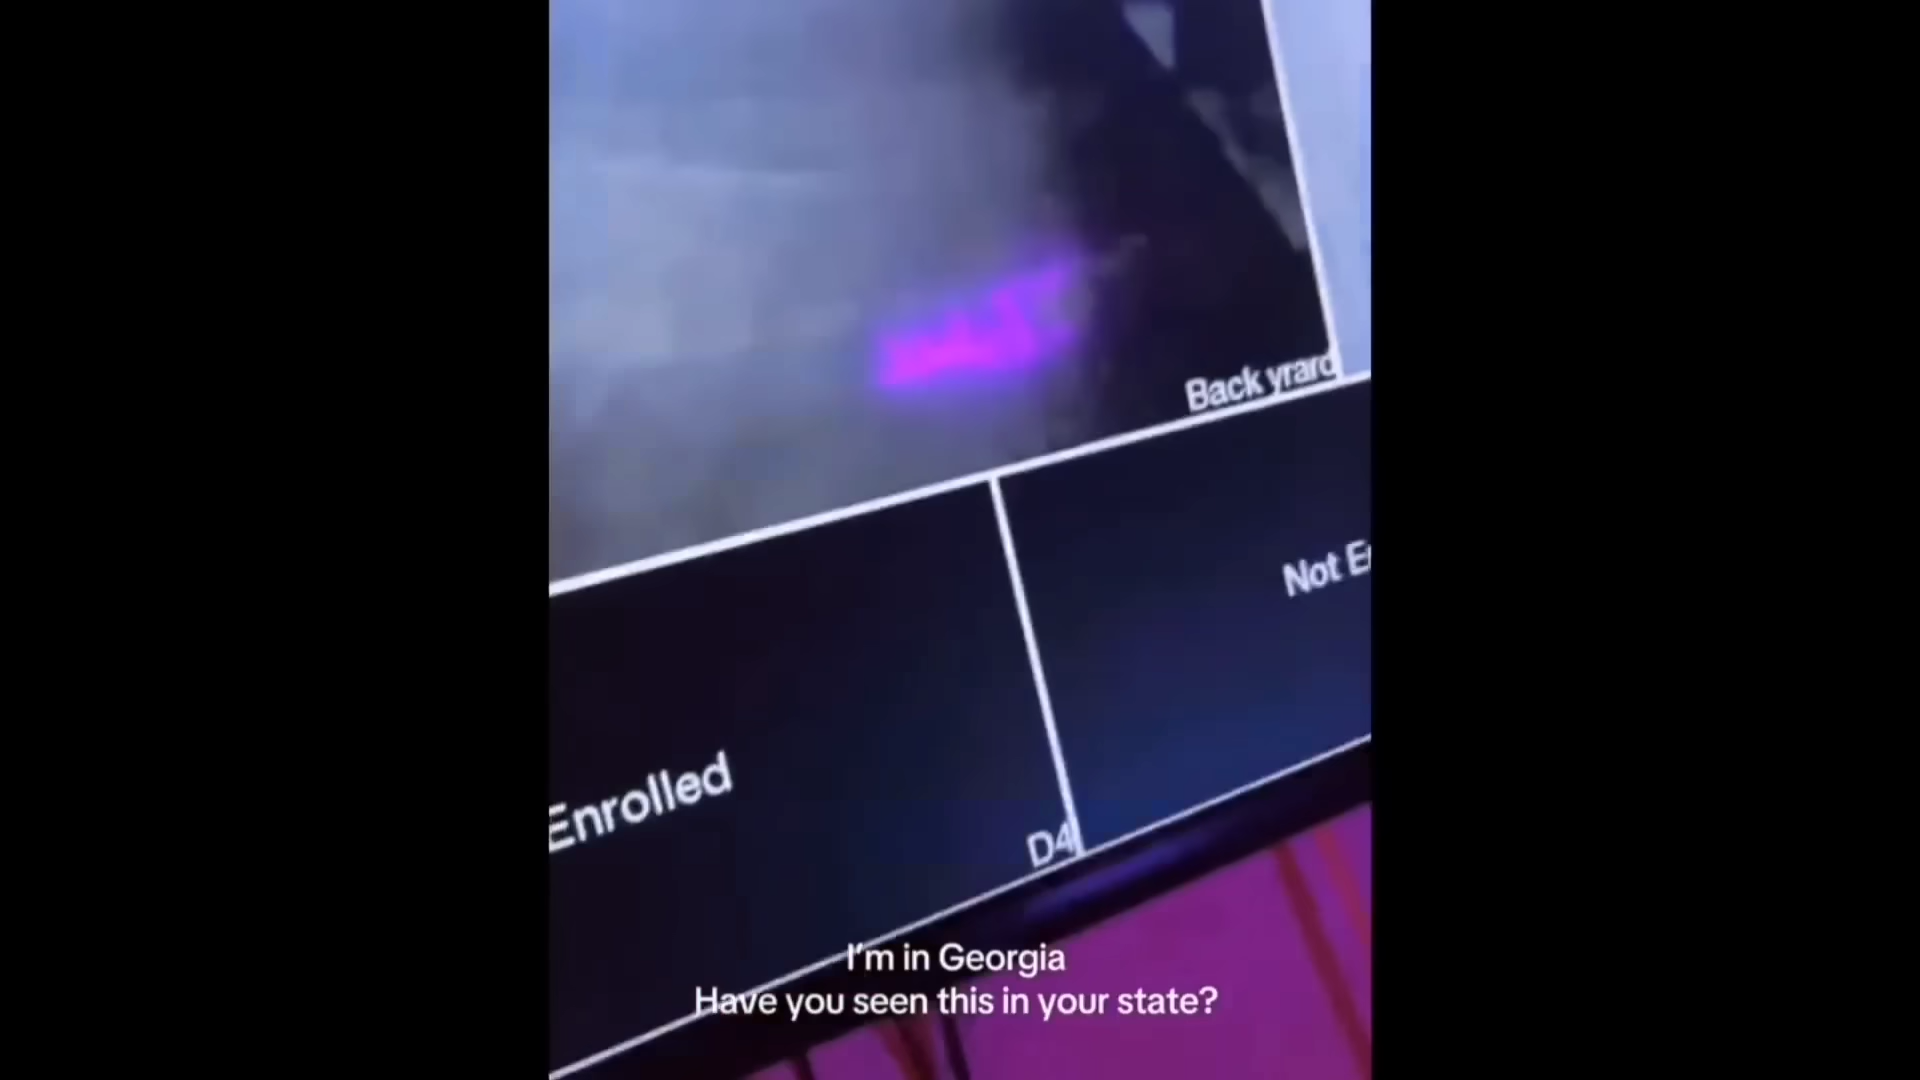 Back yrard
Not
Enrolled
D4
I'm in Georgia
Have you seen this in your state?